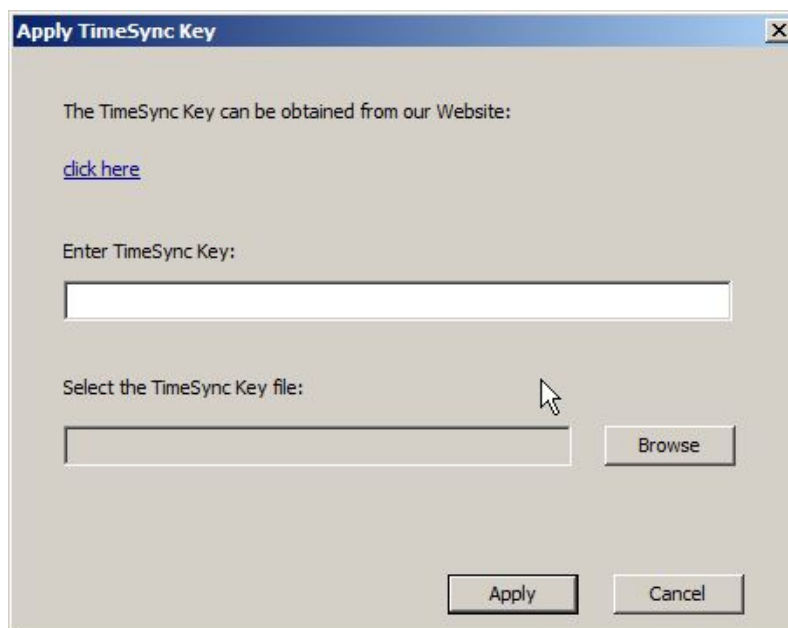 Apply TimeSync Key
The TimeSync Key can be obtained from our Website:
click here
Enter TimeSync Key:
Select the TimeSync Key file:
Browse
Apply Cancel